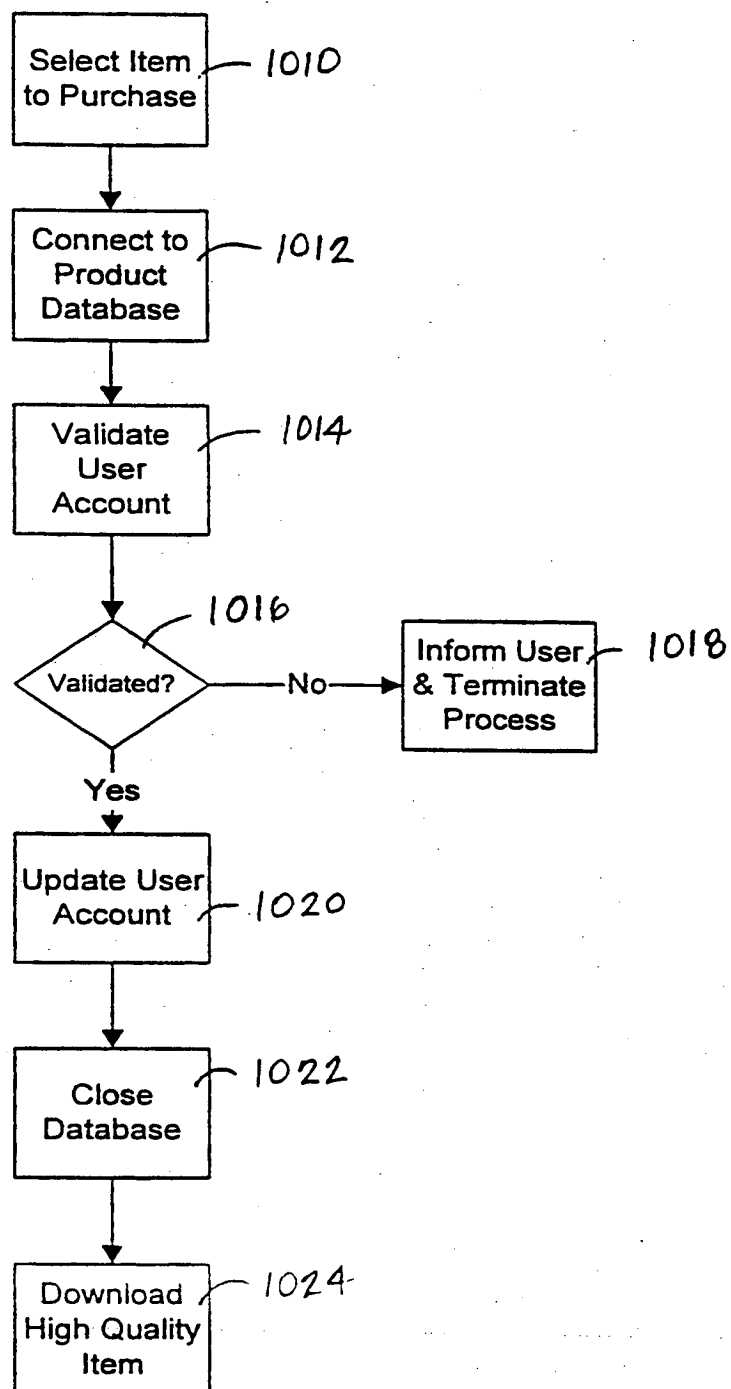 Select Item
to Purchase
1010
Connect to
Product
Database
1012
Validate
User
Account
1014
Validated?
1016
No
Inform User
& Terminate
Process
1018
Yes
Update User
Account
1020
Close
Database
1022
Download
High Quality
Item
1024